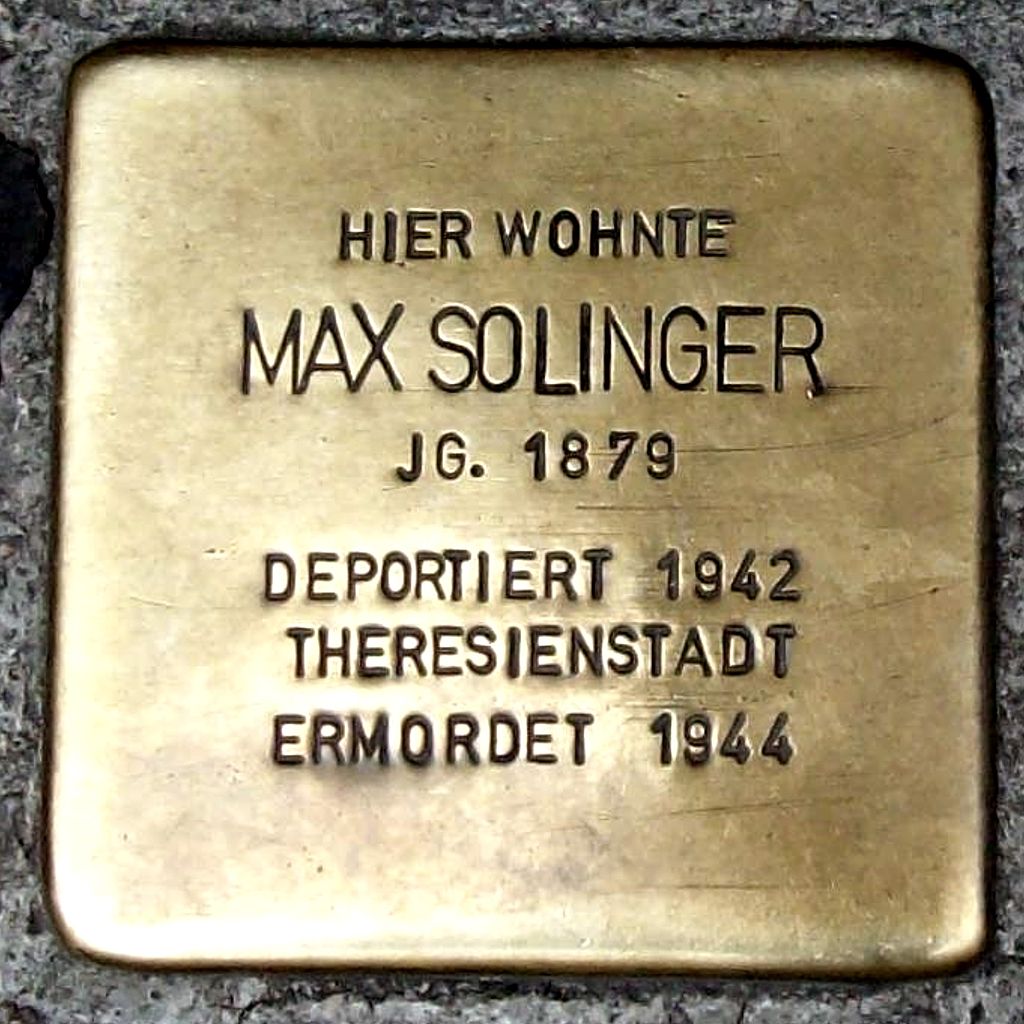 HIER WOHNTE
MAX SOLINGER
JG. 1879
DEPORTIERT 1942
THERESIENSTADT
ERMORDET 1944